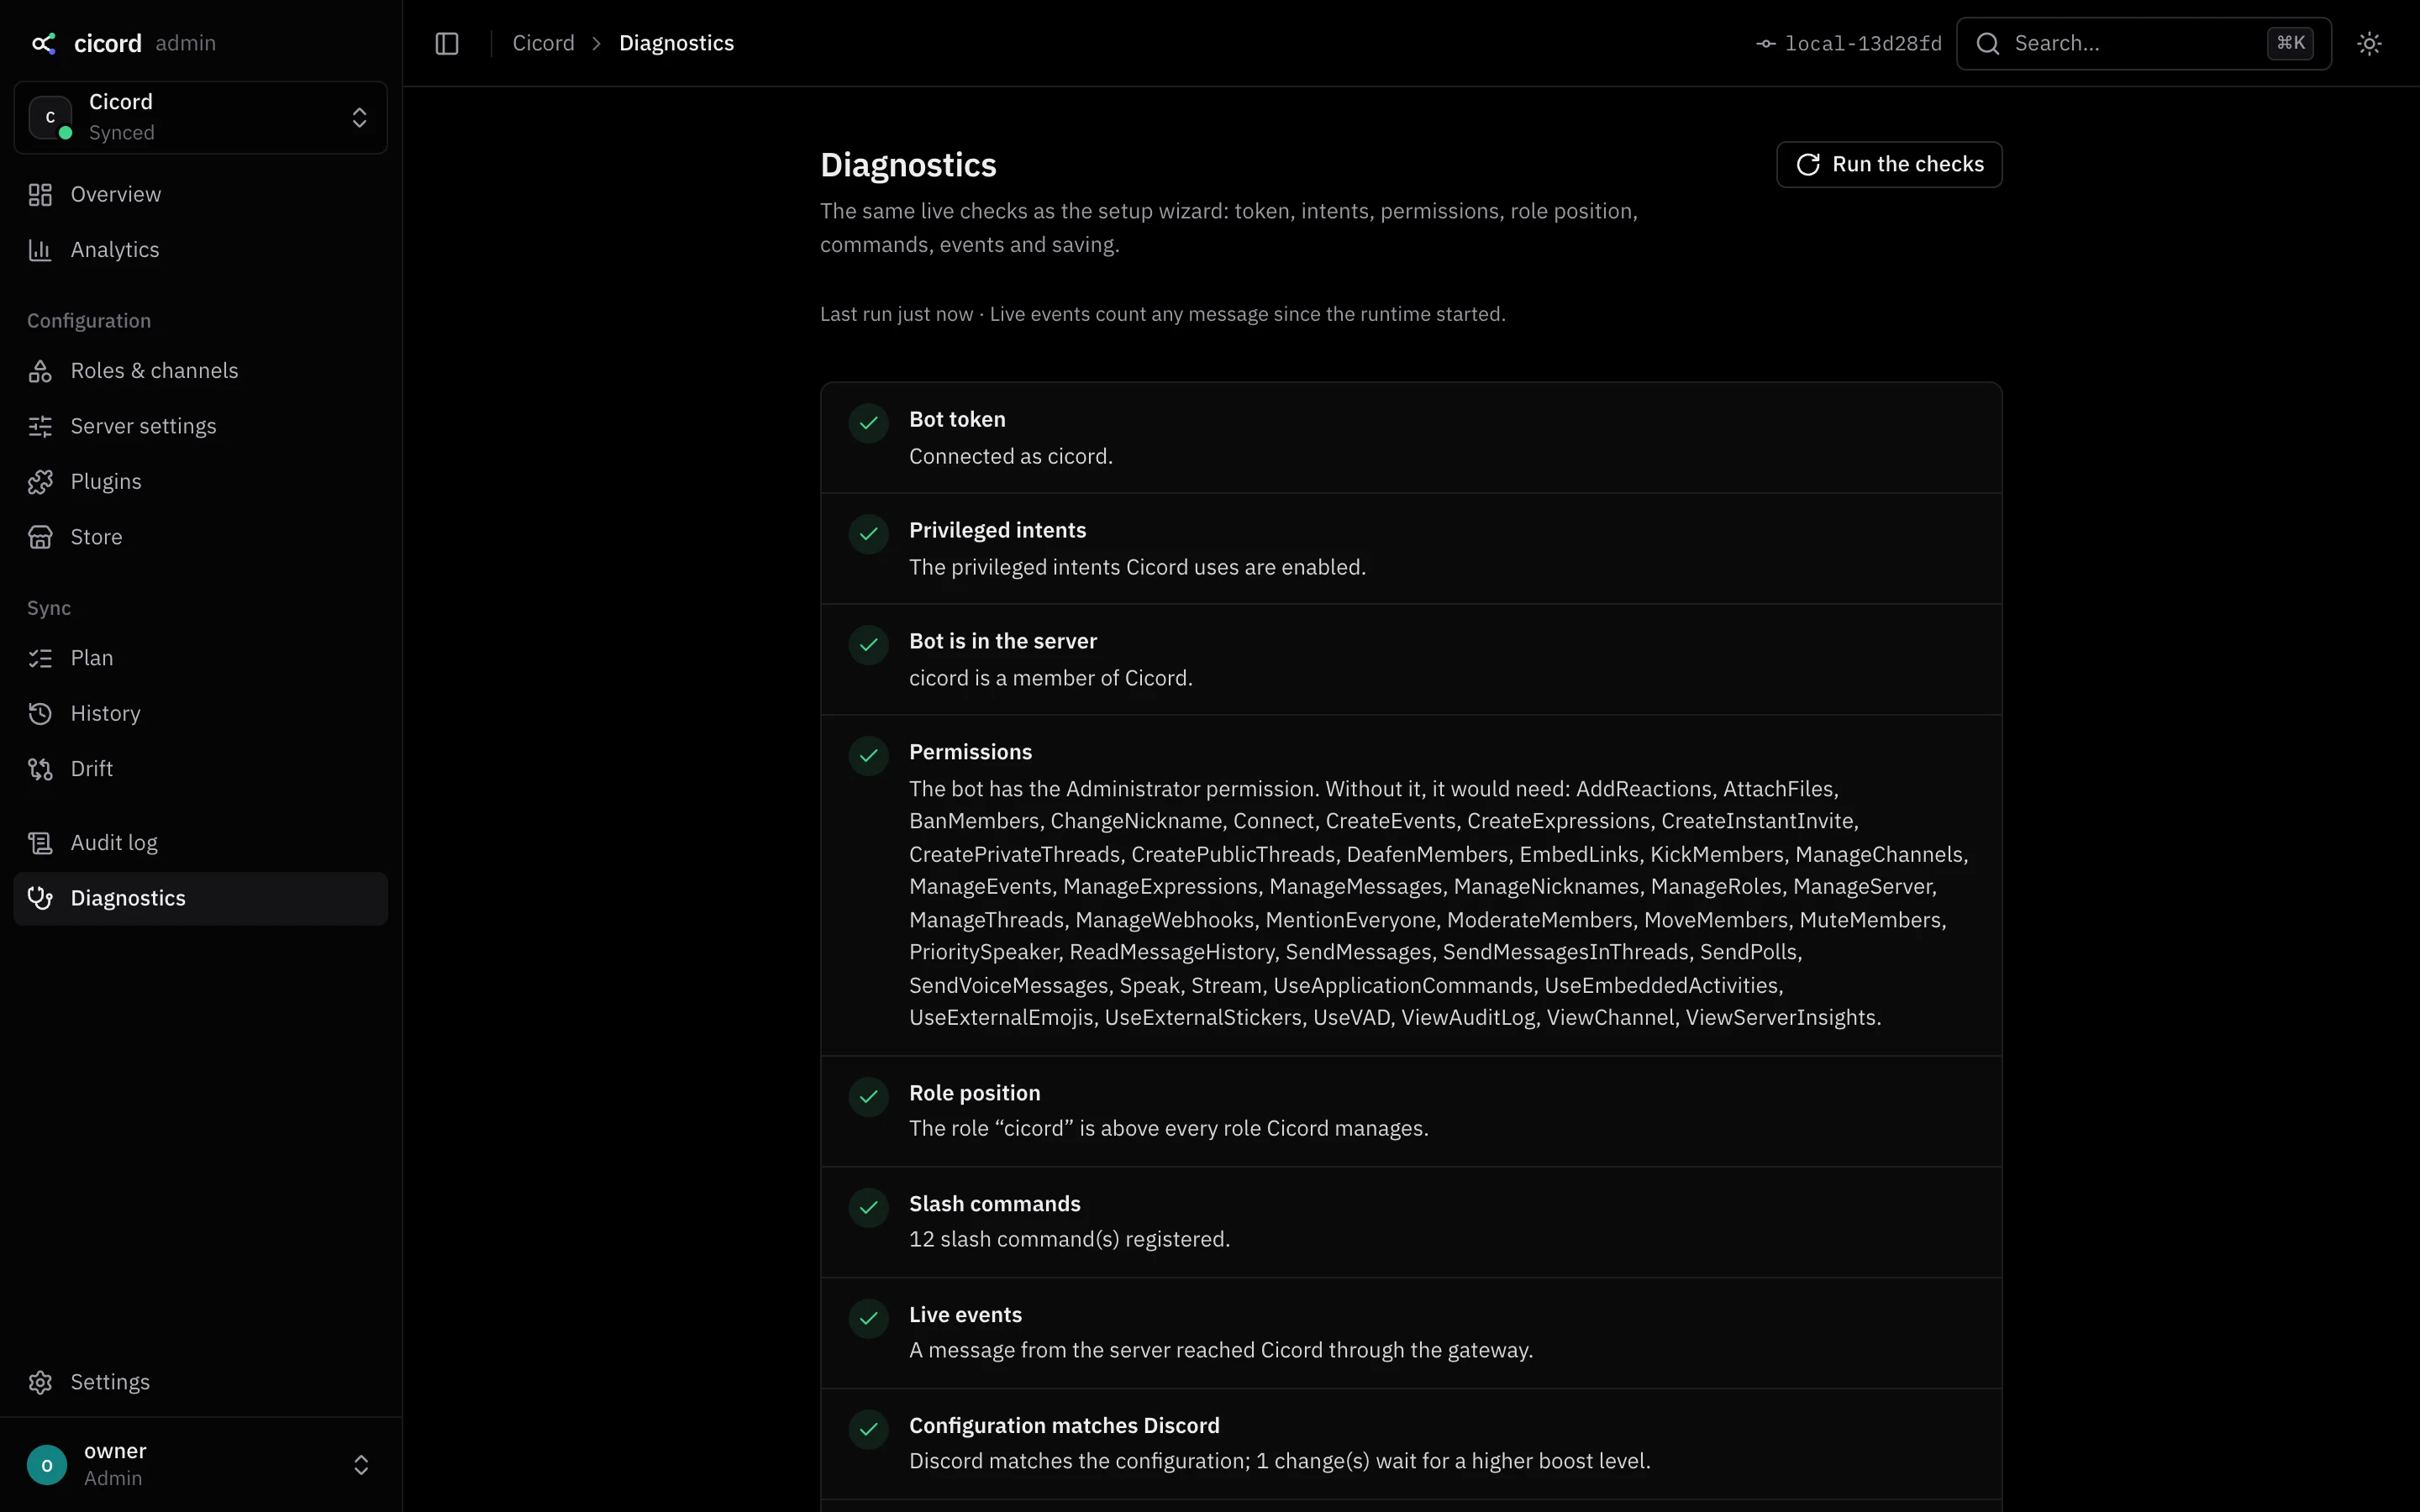 cicord admin
Cicord
Synced
Overview
Analytics
Configuration
Roles & channels
Server settings
Plugins
Store
Sync
Plan
History
Drift
Audit log
Diagnostics
Settings
o
owner
Admin
Cicord > Diagnostics
local-13d28fd
Search...
⌘K
Diagnostics
Run the checks
The same live checks as the setup wizard: token, intents, permissions, role position,
commands, events and saving.
Last run just now · Live events count any message since the runtime started.
Bot token
Connected as cicord.
Privileged intents
The privileged intents Cicord uses are enabled.
Bot is in the server
cicord is a member of Cicord.
Permissions
The bot has the Administrator permission. Without it, it would need: AddReactions, AttachFiles,
BanMembers, ChangeNickname, Connect, CreateEvents, CreateExpressions, CreateInstantInvite,
CreatePrivateThreads, CreatePublicThreads, DeafenMembers, EmbedLinks, KickMembers, ManageChannels,
ManageEvents, ManageExpressions, ManageMessages, ManageNicknames, ManageRoles, ManageServer,
ManageThreads, ManageWebhooks, MentionEveryone, ModerateMembers, MoveMembers, MuteMembers,
PrioritySpeaker, ReadMessageHistory, SendMessages, SendMessagesInThreads, SendPolls,
SendVoiceMessages, Speak, Stream, UseApplicationCommands, UseEmbeddedActivities,
UseExternalEmojis, UseExternalStickers, UseVAD, ViewAuditLog, ViewChannel, ViewServerInsights.
Role position
The role “cicord” is above every role Cicord manages.
Slash commands
12 slash command(s) registered.
Live events
A message from the server reached Cicord through the gateway.
Configuration matches Discord
Discord matches the configuration; 1 change(s) wait for a higher boost level.